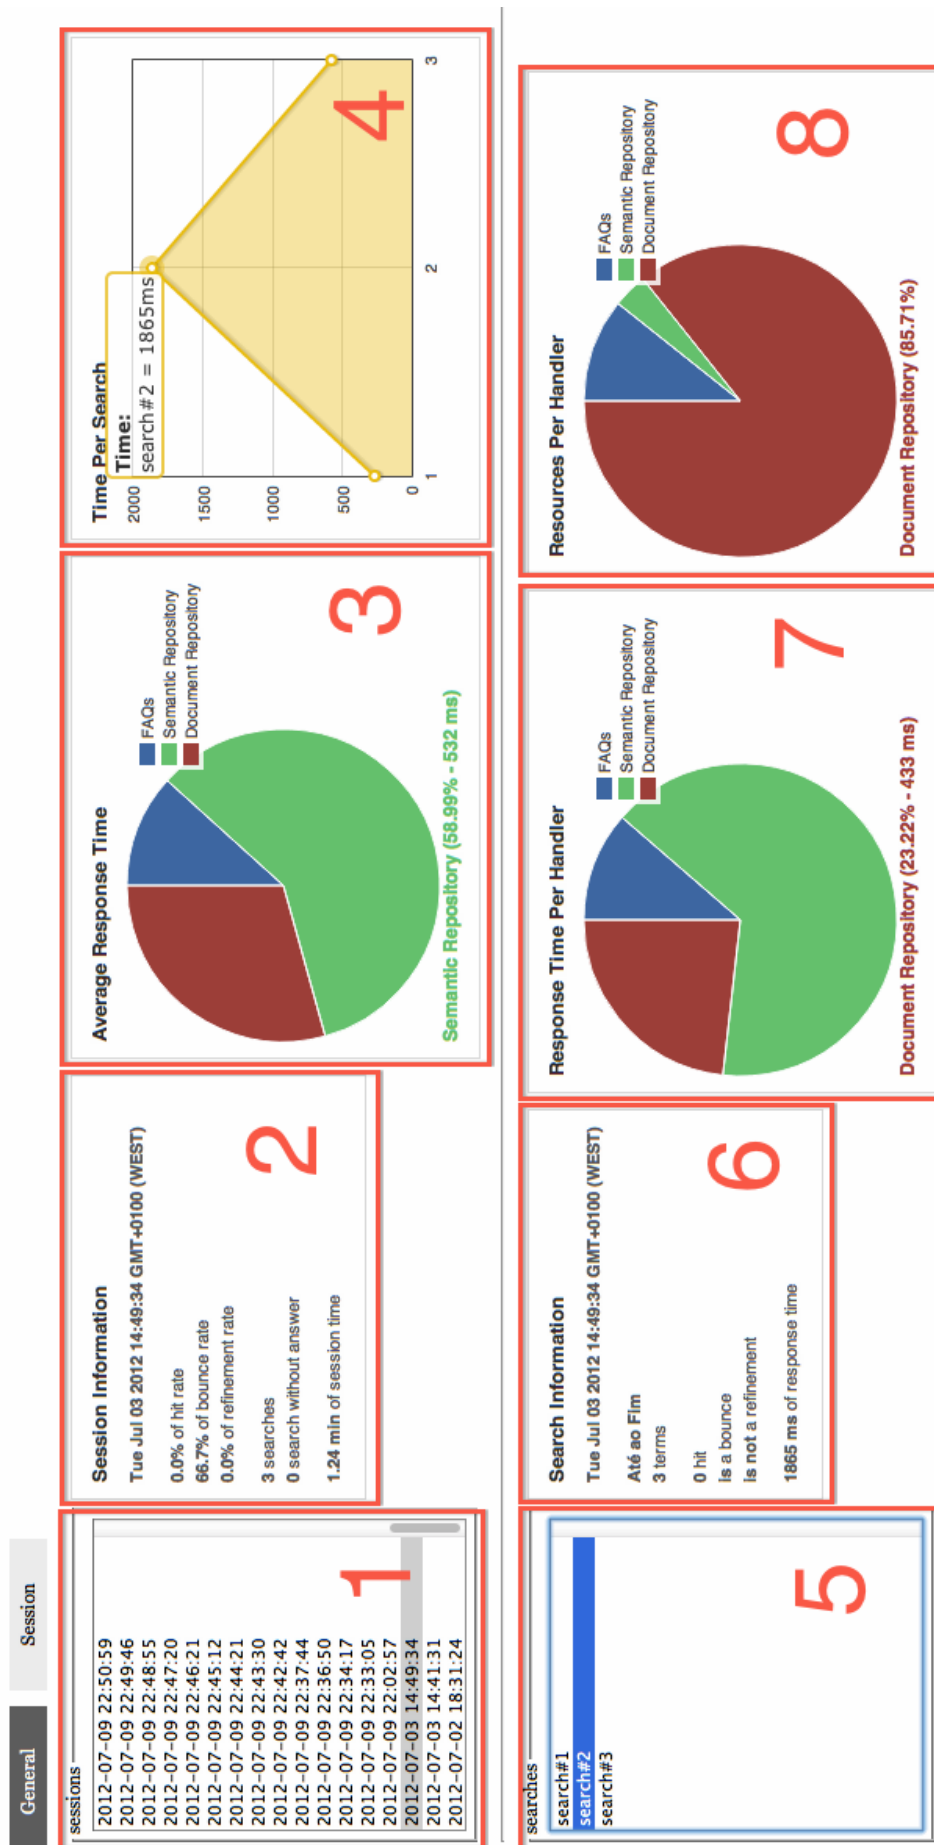 General
Session
sessions
2012-07-09 22:50:59
2012-07-09 22:49:46
2012-07-09 22:48:55
2012-07-09 22:47:20
2012-07-09 22:46:21
2012-07-09 22:45:12
2012-07-09 22:44:21
2012-07-09 22:43:30
2012-07-09 22:42:42
2012-07-09 22:37:44
2012-07-09 22:36:50
2012-07-09 22:34:17
2012-07-09 22:33:05
2012-07-09 22:02:57
2012-07-03 14:49:34
2012-07-03 14:41:31
2012-07-02 18:31:24
1
Session Information
Tue Jul 03 2012 14:49:34 GMT+0100 (WEST)
0.0% of hit rate
66.7% of bounce rate
0.0% of refinement rate
3 searches
0 search without answer
1.24 min of session time
2
Average Response Time
FAQs
Semantic Repository
Document Repository
Semantic Repository (58.99% - 532 ms)
3
Time Per Search
Time:
search#2 = 1865ms
2000
1500
1000
500
0
1
2
3
4
searches
search#1
search#2
search#3
5
Search Information
Tue Jul 03 2012 14:49:34 GMT+0100 (WEST)
Até ao Fim
3 terms
0 hit
is a bounce
is not a refinement
1865 ms of response time
6
Response Time Per Handler
FAQs
Semantic Repository
Document Repository
Document Repository (23.22% - 433 ms)
7
Resources Per Handler
FAQs
Semantic Repository
Document Repository
Document Repository (85.71%)
8